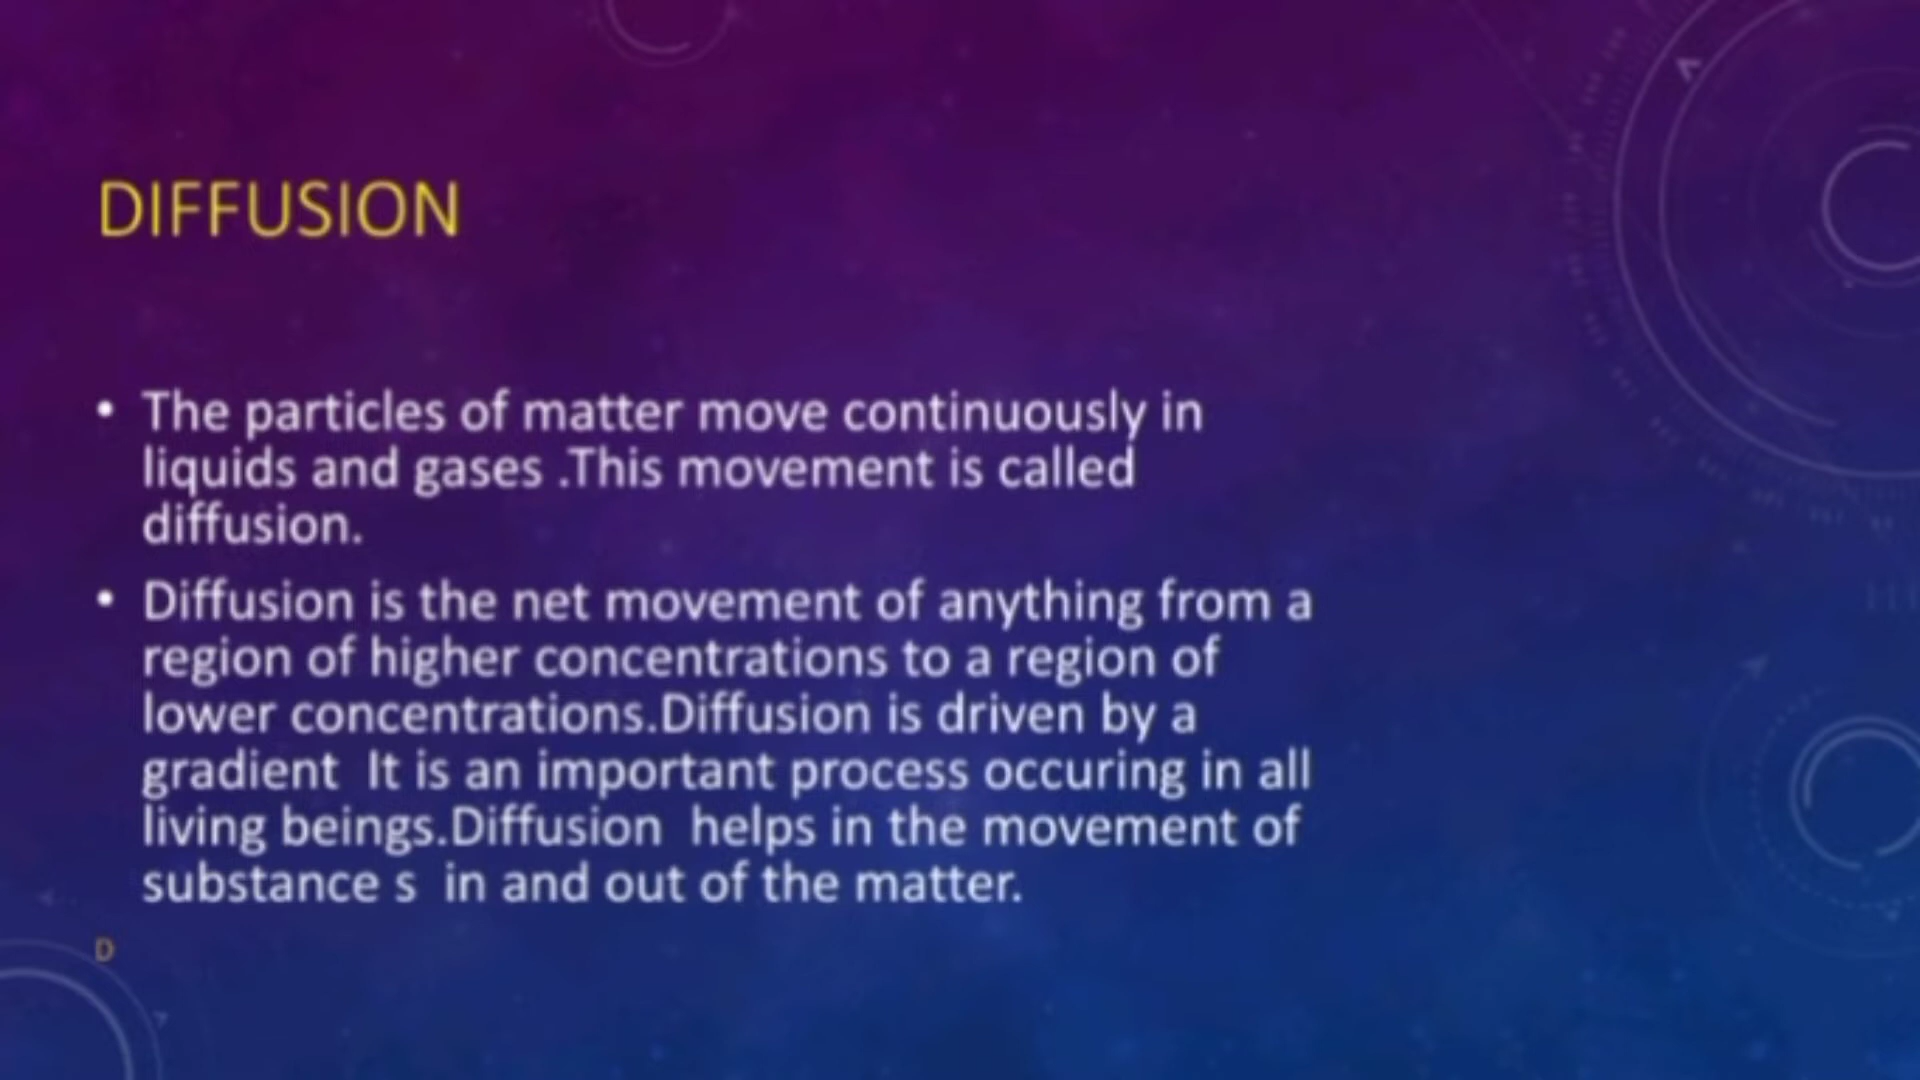 DIFFUSION
• The particles of matter move continuously in
liquids and gases .This movement is called
diffusion.
• Diffusion is the net movement of anything from a
region of higher concentrations to a region of
lower concentrations.Diffusion is driven by a
gradient  It is an important process occuring in all
living beings.Diffusion  helps in the movement of
substance s  in and out of the matter.
D